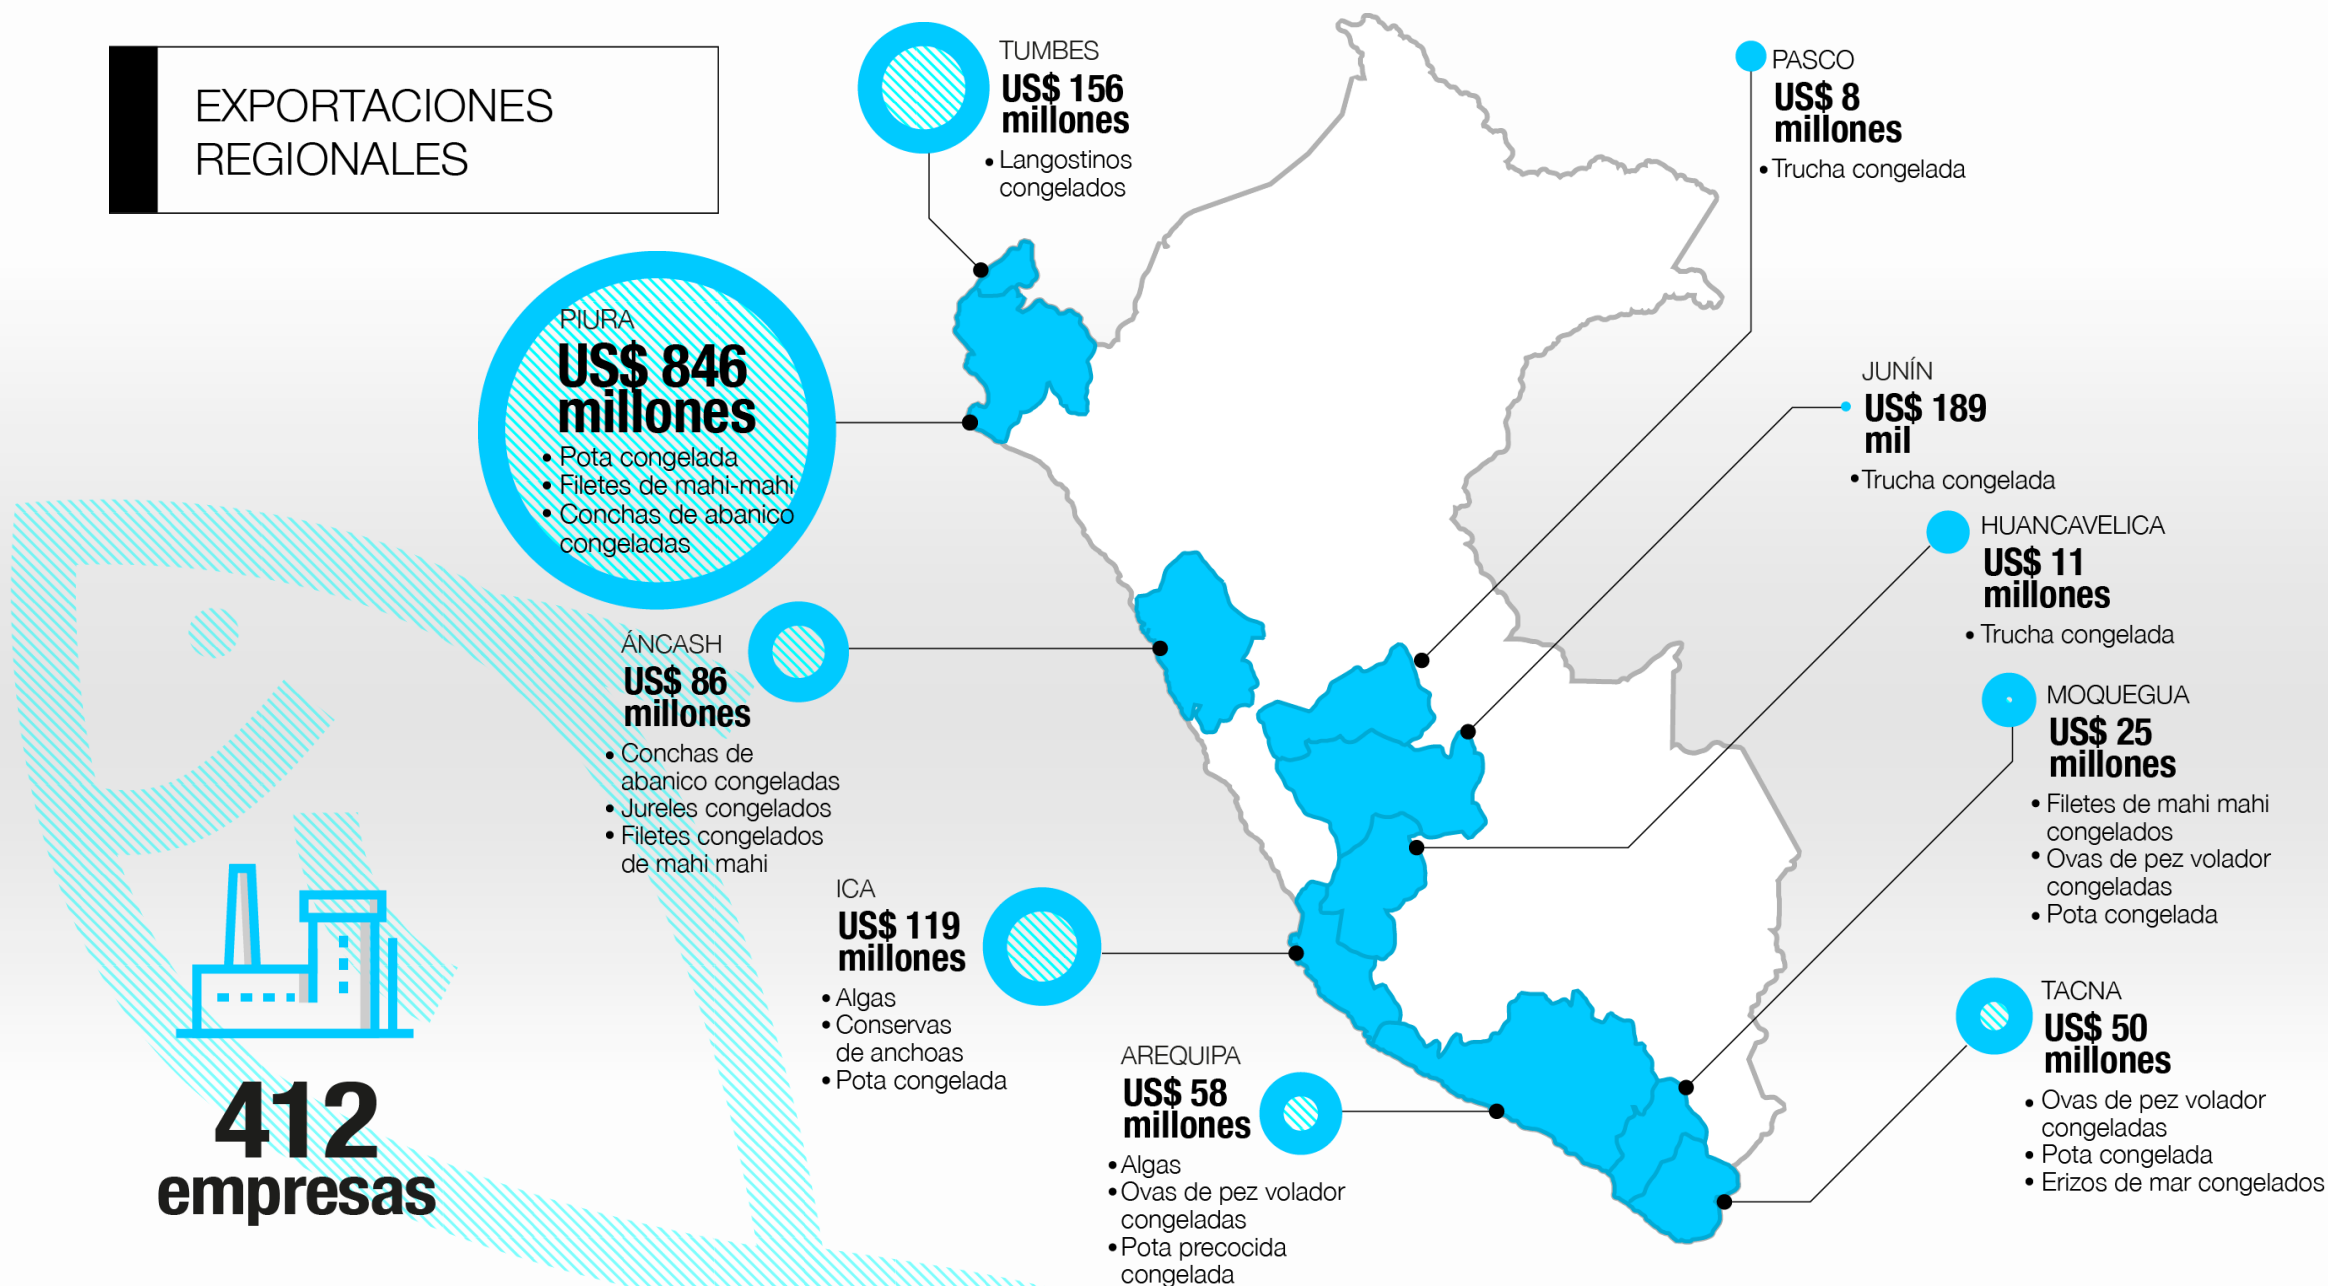 EXPORTACIONES
REGIONALES
TUMBES
US$ 156
millones
• Langostinos
congelados
PIURA
US$ 846
millones
• Pota congelada
• Filetes de mahi-mahi
• Conchas de abanico
congeladas
ÁNCASH
US$ 86
millones
• Conchas de
abanico congeladas
• Jureles congelados
• Filetes congelados
de mahi mahi
ICA
US$ 119
millones
• Algas
• Conservas
de anchoas
• Pota congelada
AREQUIPA
US$ 58
millones
• Algas
• Ovas de pez volador
congeladas
• Pota precocida
congelada
PASCO
US$ 8
millones
• Trucha congelada
JUNÍN
US$ 189
mil
• Trucha congelada
HUANCAVELICA
US$ 11
millones
• Trucha congelada
MOQUEGUA
US$ 25
millones
• Filetes de mahi mahi
congelados
• Ovas de pez volador
congeladas
• Pota congelada
TACNA
US$ 50
millones
• Ovas de pez volador
congeladas
• Pota congelada
• Erizos de mar congelados
412
empresas